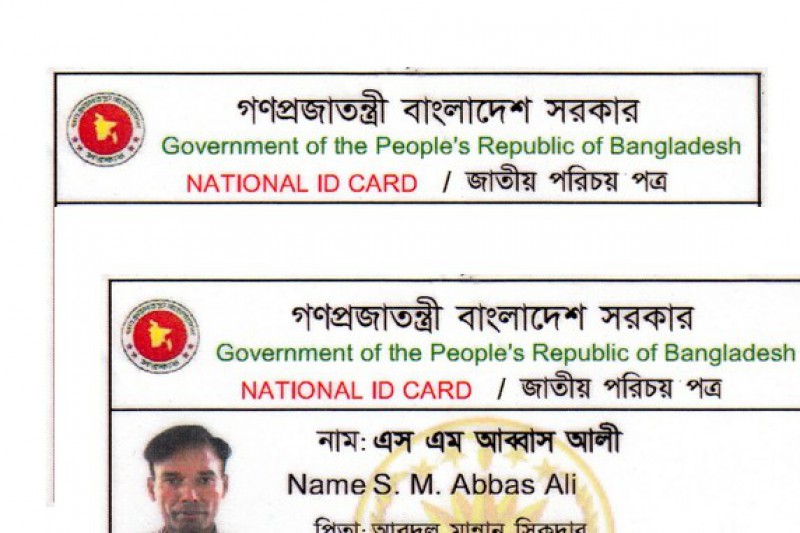 গণপ্রজাতন্ত্রী বাংলাদেশ সরকার
Government of the People's Republic of Bangladesh
NATIONAL ID CARD / জাতীয় পরিচয় পত্র
গণপ্রজাতন্ত্রী বাংলাদেশ সরকার
Government of the People's Republic of Bangladesh
NATIONAL ID CARD / জাতীয় পরিচয় পত্র
নাম: এস এম আব্বাস আলী
Name S. M. Abbas Ali
পিতা: আবদুল মান্নান সিকদার